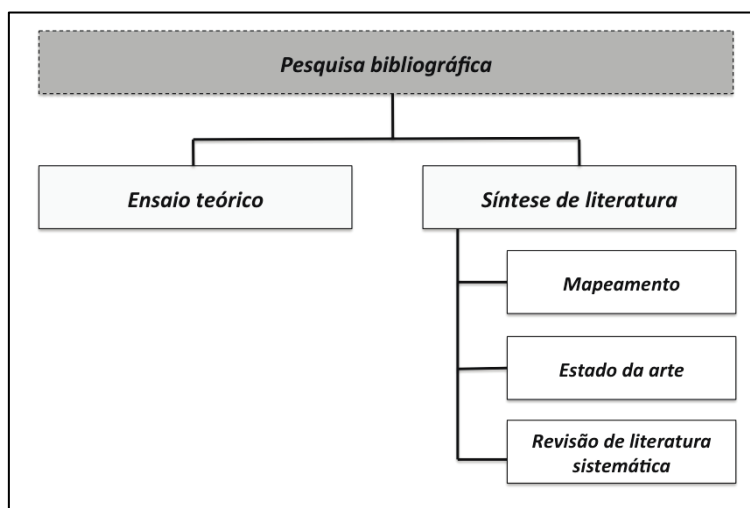 Pesquisa bibliográfica
Ensaio teórico
Síntese de literatura
Mapeamento
Estado da arte
Revisão de literatura
sistemática